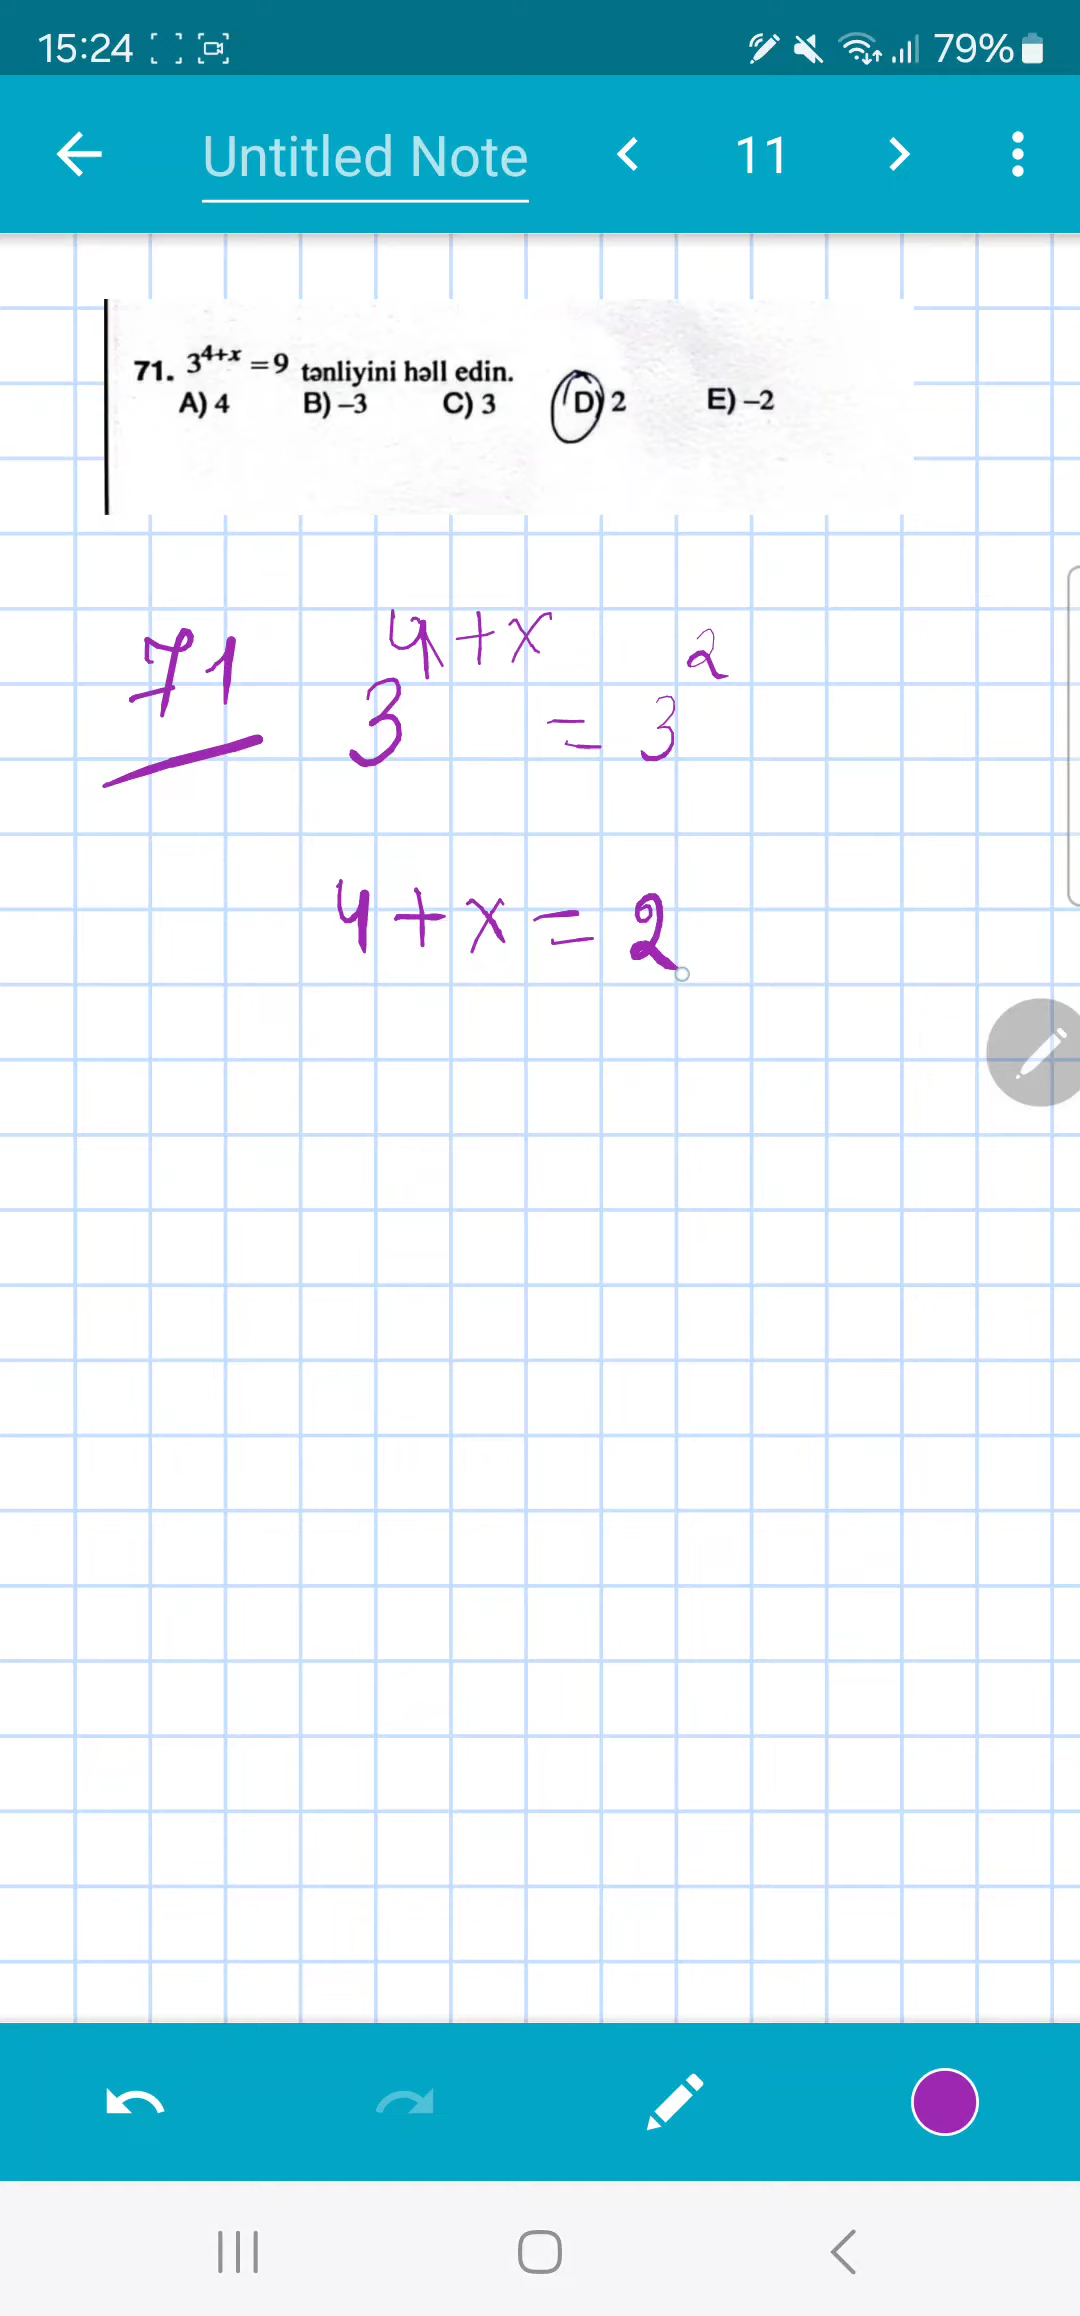 15:24 79%
Untitled Note < 11 >
71. 3^{4+x} = 9 tənliyini həll edin.
A) 4 B) –3 C) 3 D) 2 E) –2
71 3^{4+x} = 3^{2}
4 + x = 2